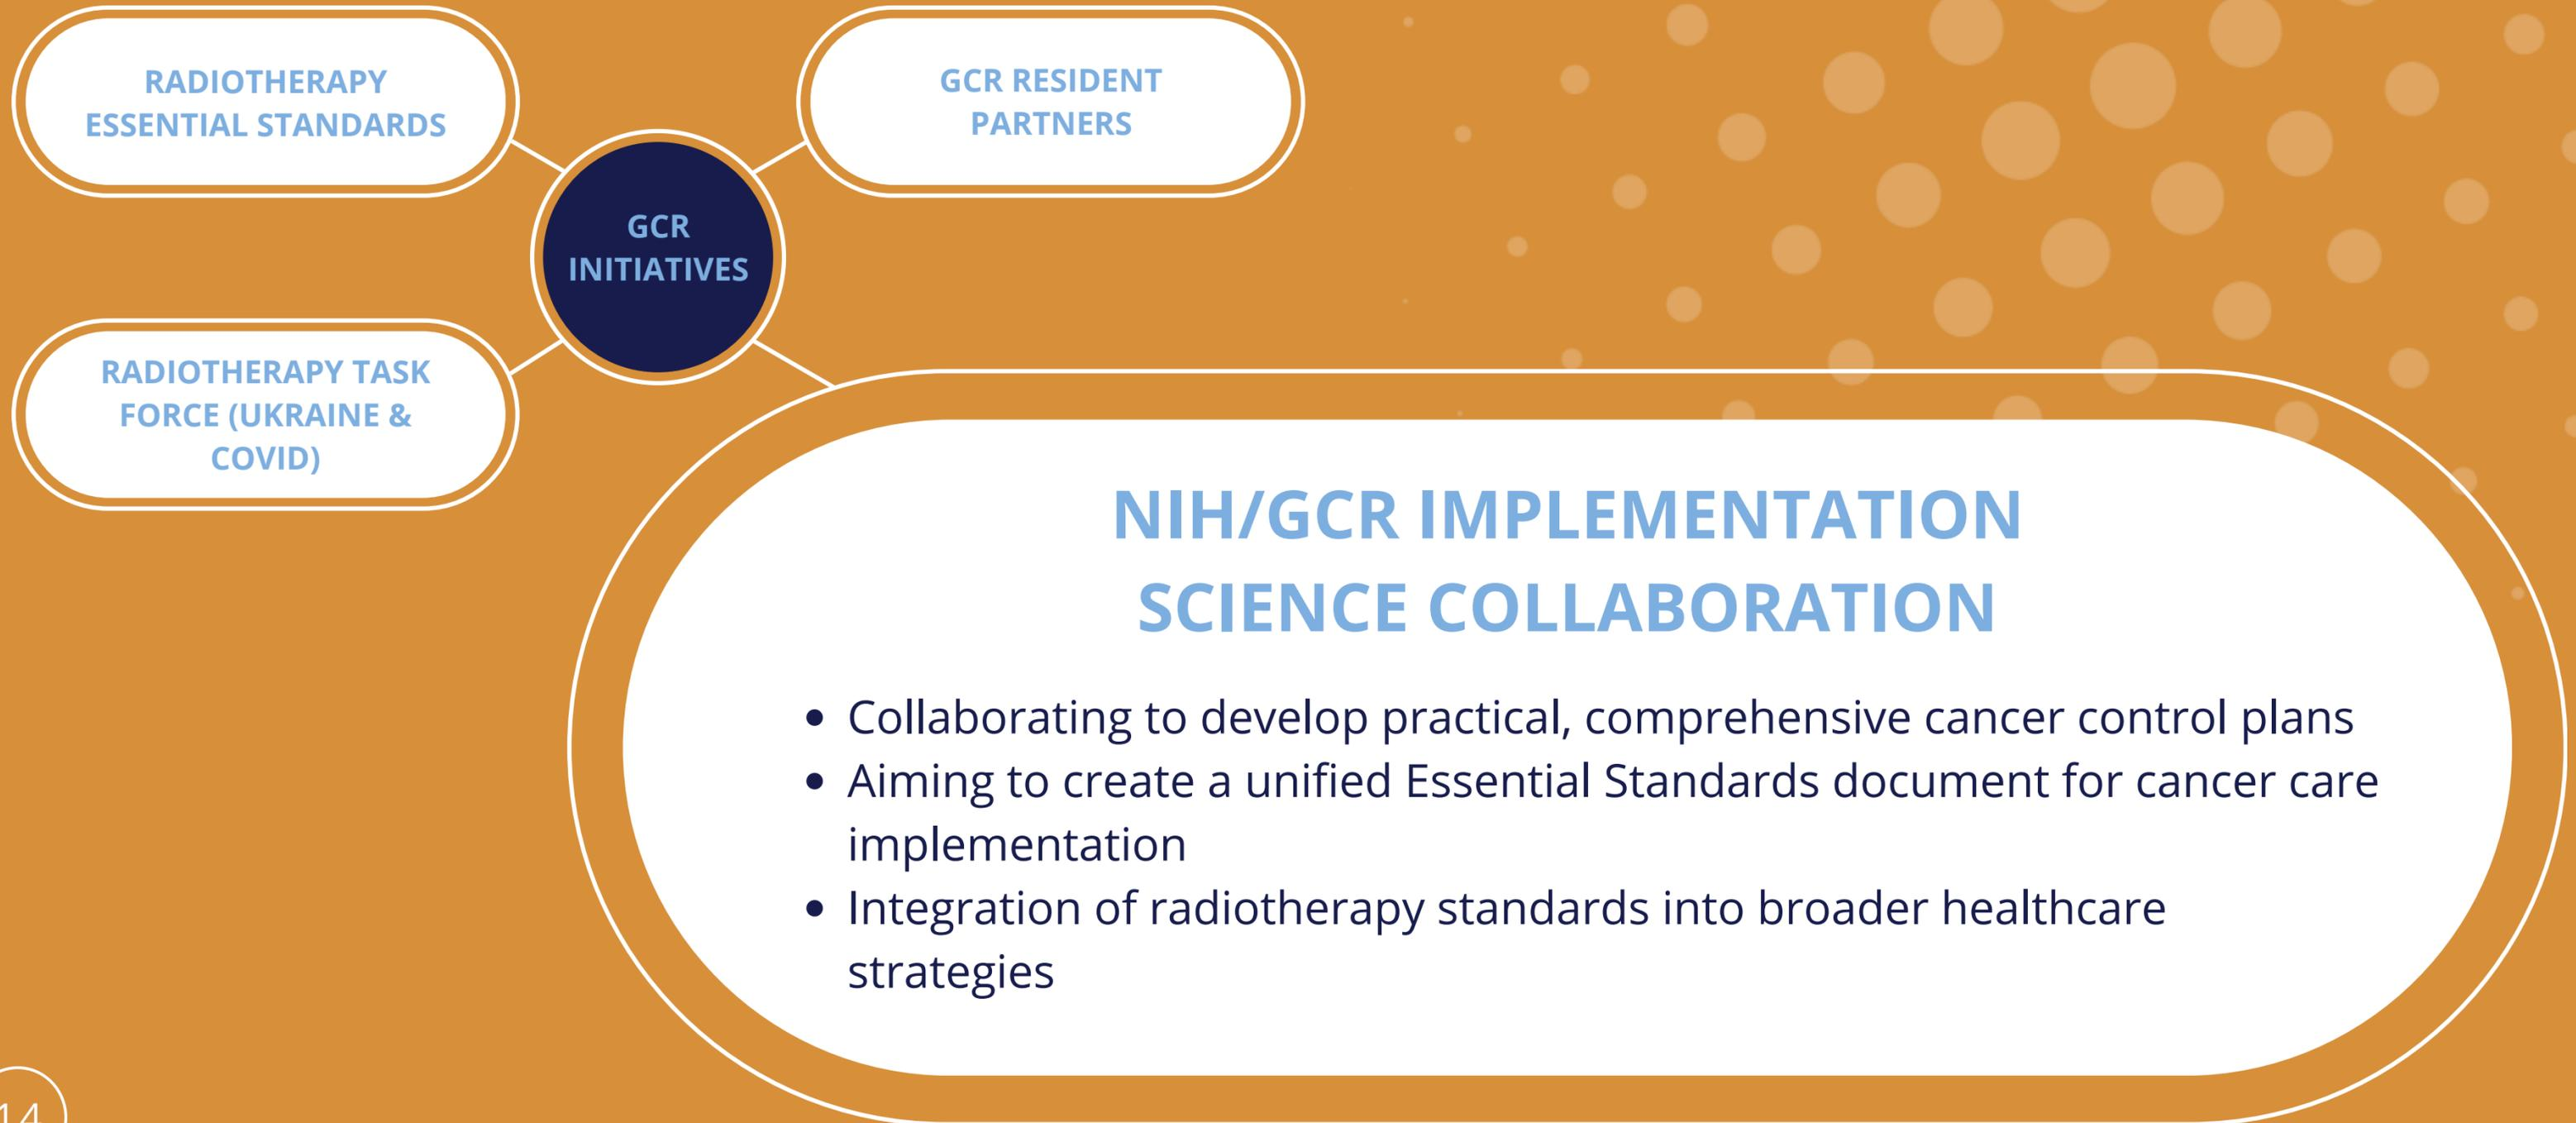 RADIOTHERAPY
ESSENTIAL STANDARDS
GCR RESIDENT
PARTNERS
GCR
INITIATIVES
RADIOTHERAPY TASK
FORCE (UKRAINE &
COVID)
NIH/GCR IMPLEMENTATION
SCIENCE COLLABORATION
• Collaborating to develop practical, comprehensive cancer control plans
• Aiming to create a unified Essential Standards document for cancer care
implementation
• Integration of radiotherapy standards into broader healthcare
strategies
14